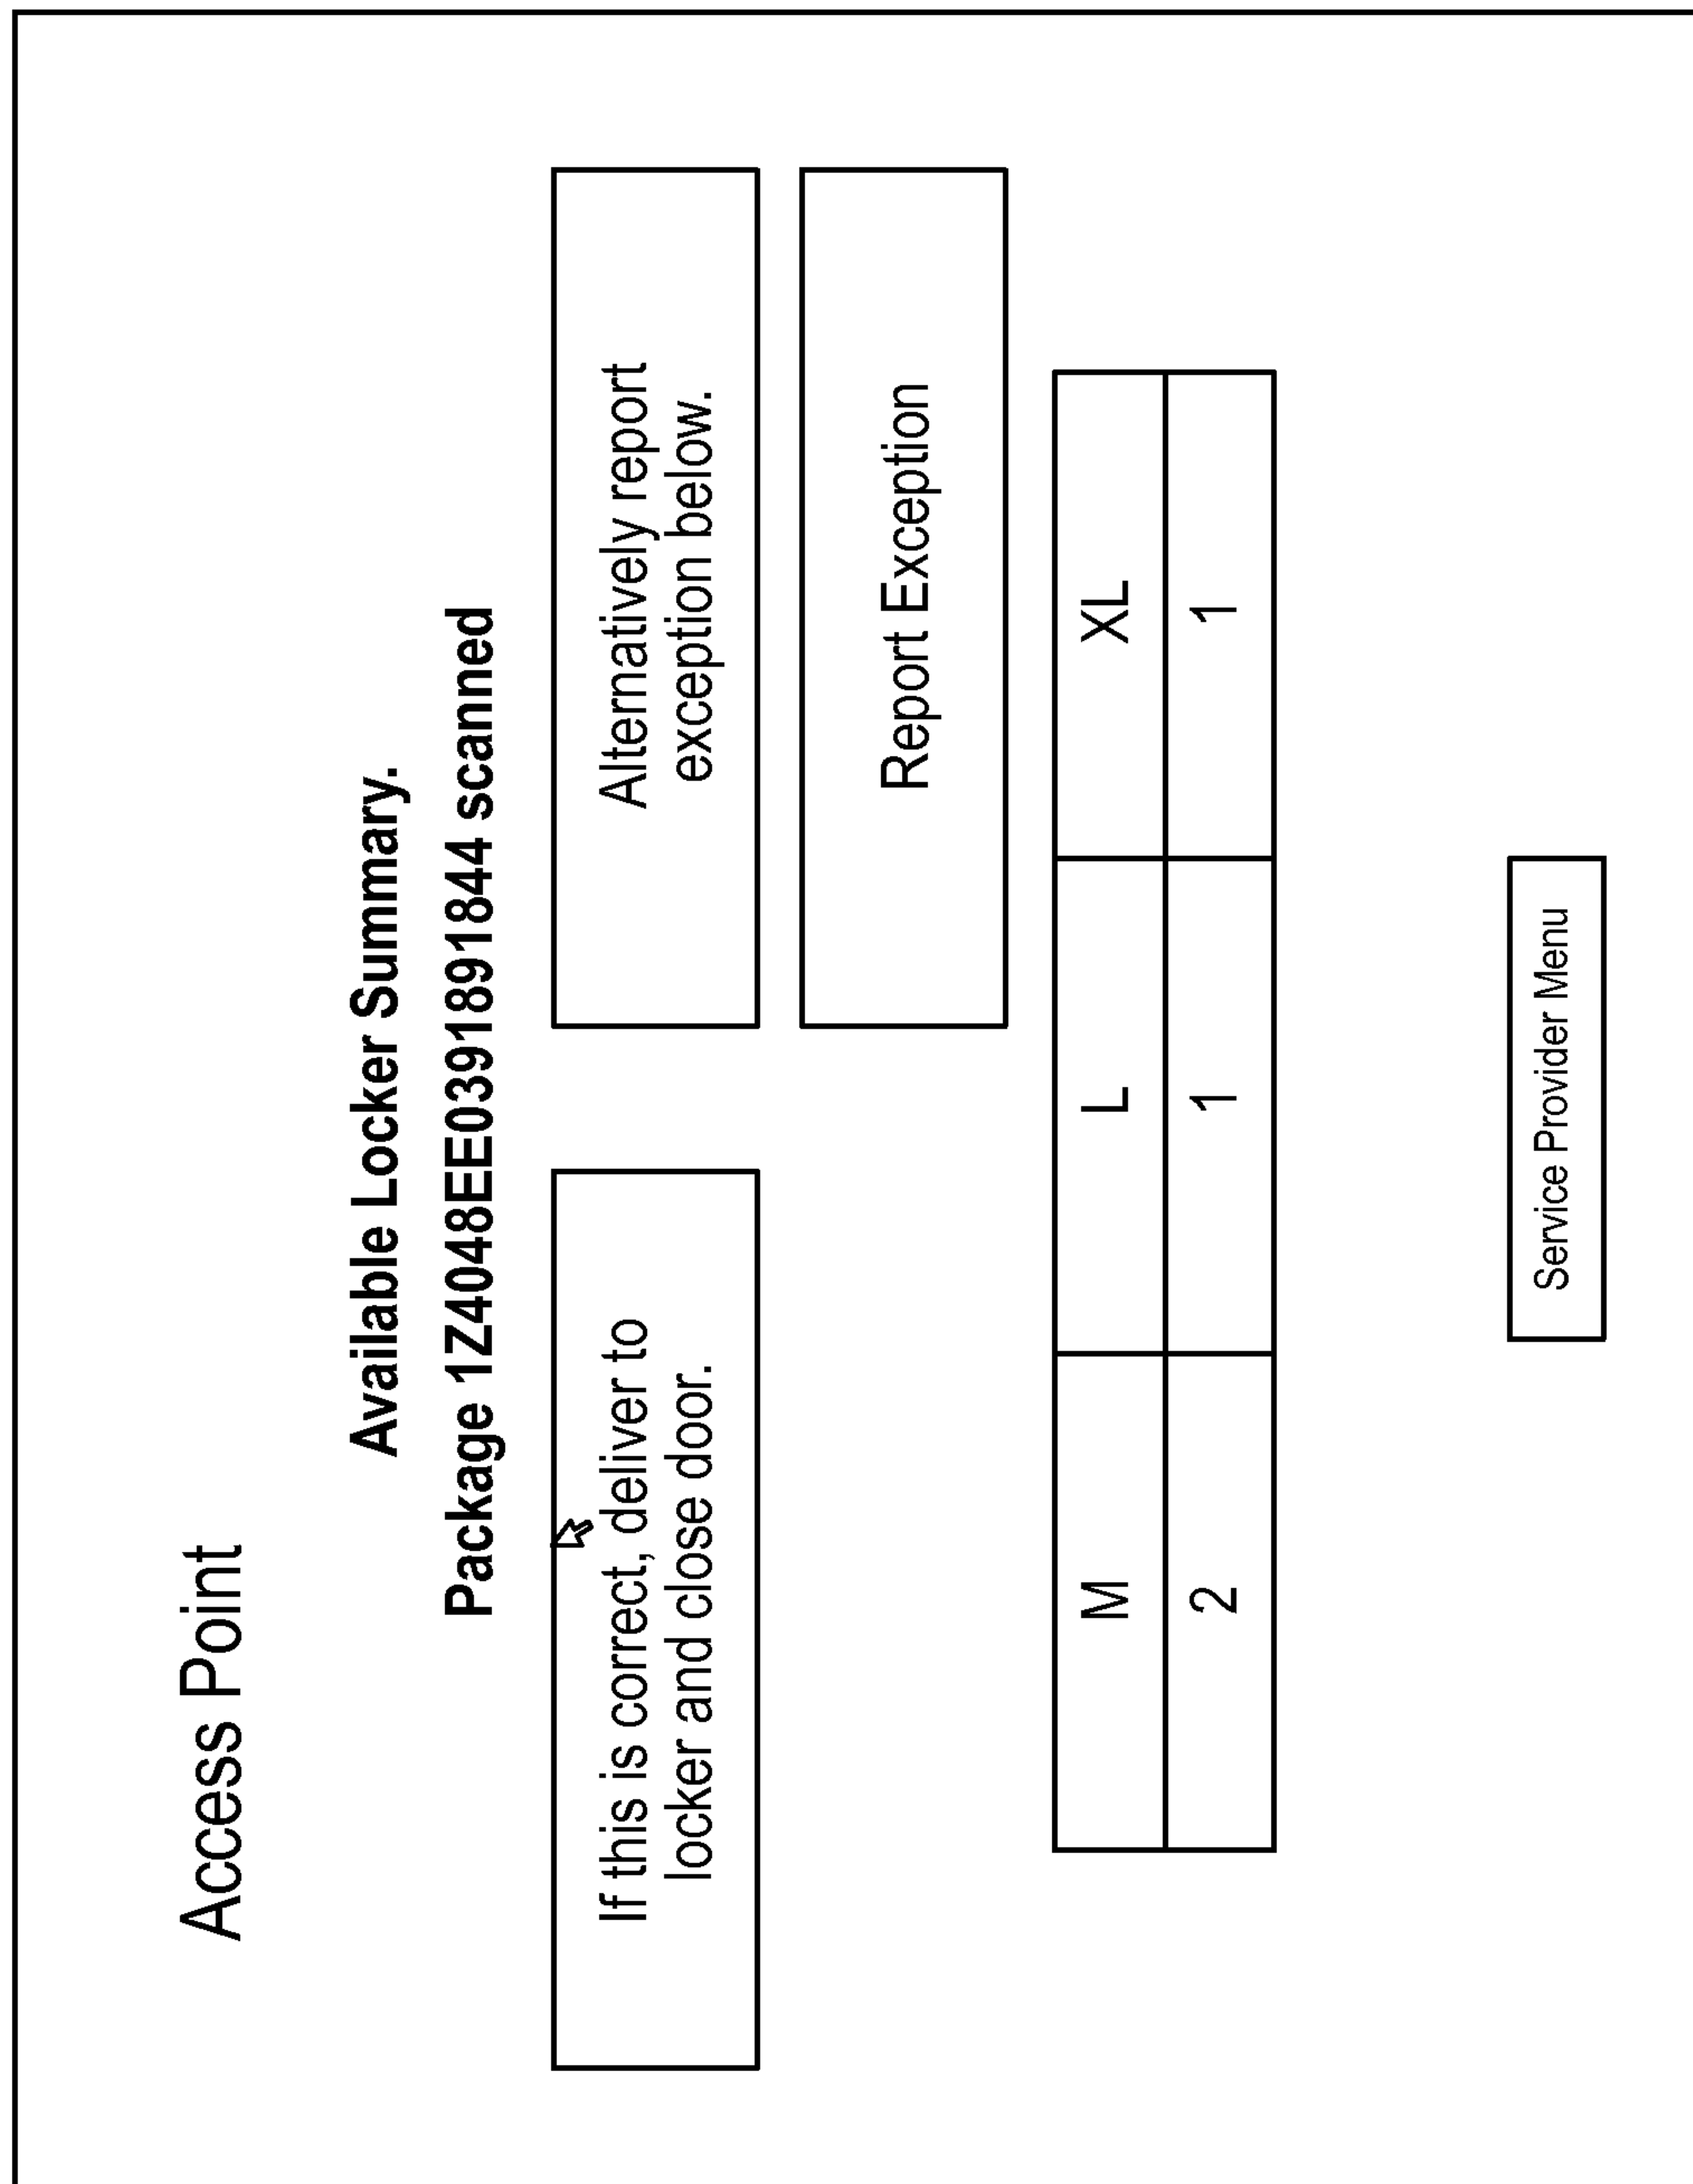 Access Point
Available Locker Summary.
Package 1Z4048EE0391891844 scanned
If this is correct, deliver to
locker and close door.
Alternatively report
exception below.
Report Exception
M L XL
2 1 1
Service Provider Menu